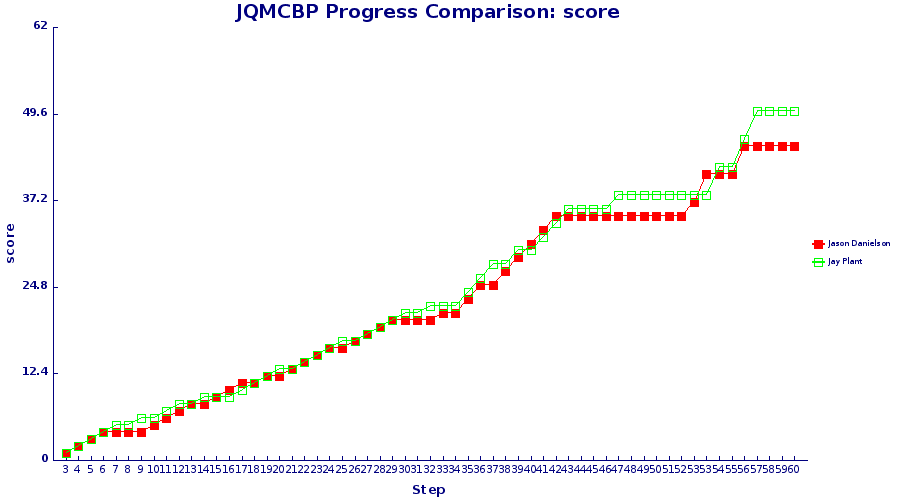 JQMCBP Progress Comparison: score
62
49.6
37.2
24.8
12.4
0
score
3 4 5 6 7 8 9 10 11 12 13 14 15 16 17 18 19 20 21 22 23 24 25 26 27 28 29 30 31 32 33 34 35 36 37 38 39 40 41 42 43 44 45 46 47 48 49 50 51 52 53 54 55 56 57 58 59 60
Step
Jason Danielson
Jay Plant